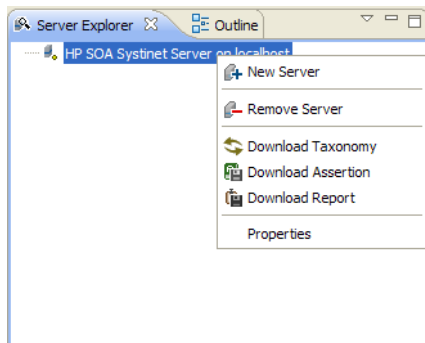 Server Explorer Outline
HP SOA Systinet Server on localhost
New Server
Remove Server
Download Taxonomy
Download Assertion
Download Report
Properties